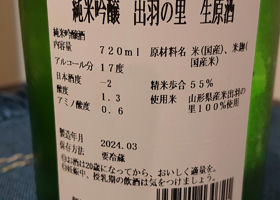 純米吟醸 出羽の里 生原酒
純米吟醸酒
内容量 720ml 原材料名 米(国産)、米麹(国産米)
アルコール分 17度
日本酒度 -2 精米歩合 55%
酸度 1.3 使用米 山形県産米出羽の里100%使用
アミノ酸度 0.6
製造年月 2024.03
保存方法 要冷蔵
◎お酒は20歳になってから、おいしく適量を。
◎妊娠中、授乳期の飲酒は気をつけましょう。